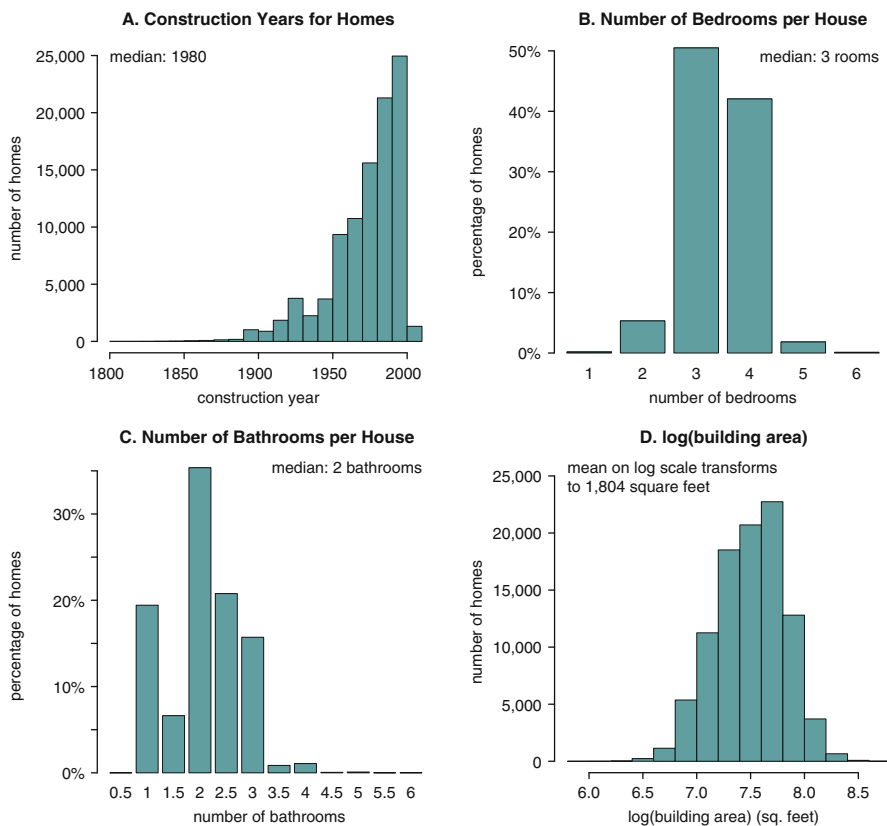 A. Construction Years for Homes
median: 1980
25,000
20,000
15,000
10,000
5,000
0
number of homes
1800 1850 1900 1950 2000
construction year
B. Number of Bedrooms per House
median: 3 rooms
50%
40%
30%
20%
10%
0%
percentage of homes
1 2 3 4 5 6
number of bedrooms
C. Number of Bathrooms per House
median: 2 bathrooms
30%
20%
10%
0%
percentage of homes
0.5 1 1.5 2 2.5 3 3.5 4 4.5 5 5.5 6
number of bathrooms
D. log(building area)
mean on log scale transforms
to 1,804 square feet
25,000
20,000
15,000
10,000
5,000
0
number of homes
6.0 6.5 7.0 7.5 8.0 8.5
log(building area) (sq. feet)